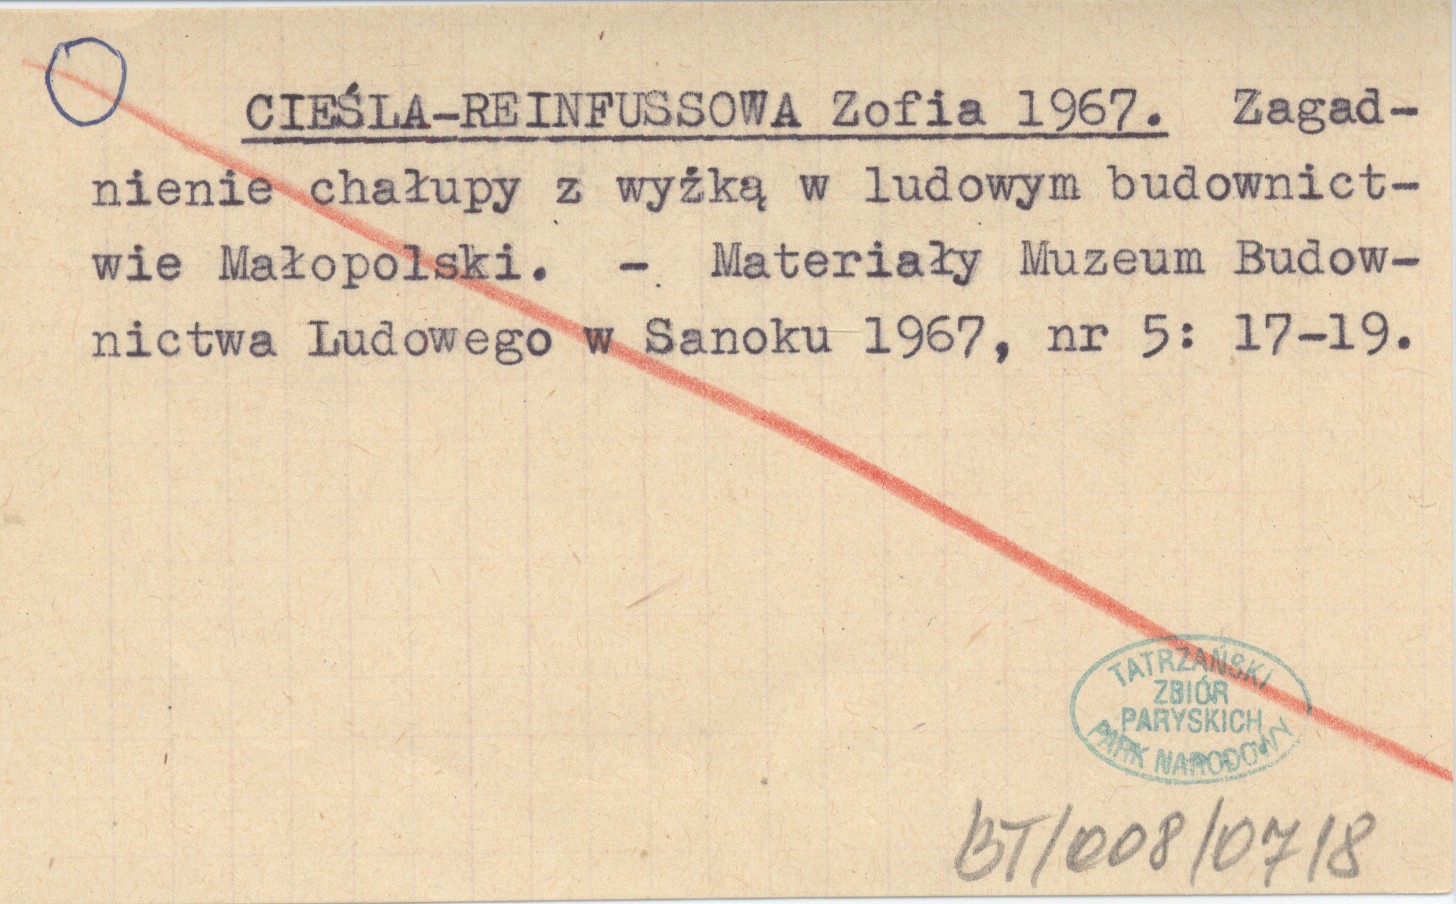 CIEŚLA-REINFUSSOWA Zofia 1967. Zagad-
nienie chałupy z wyżką w ludowym budownict-
wie Małopolski. - Materiały Muzeum Budow-
nictwa Ludowego w Sanoku 1967, nr 5: 17-19.
TATRZAŃSKI
ZBIÓR
PARYSKICH
PARK NARODOWY
BT/008/0718